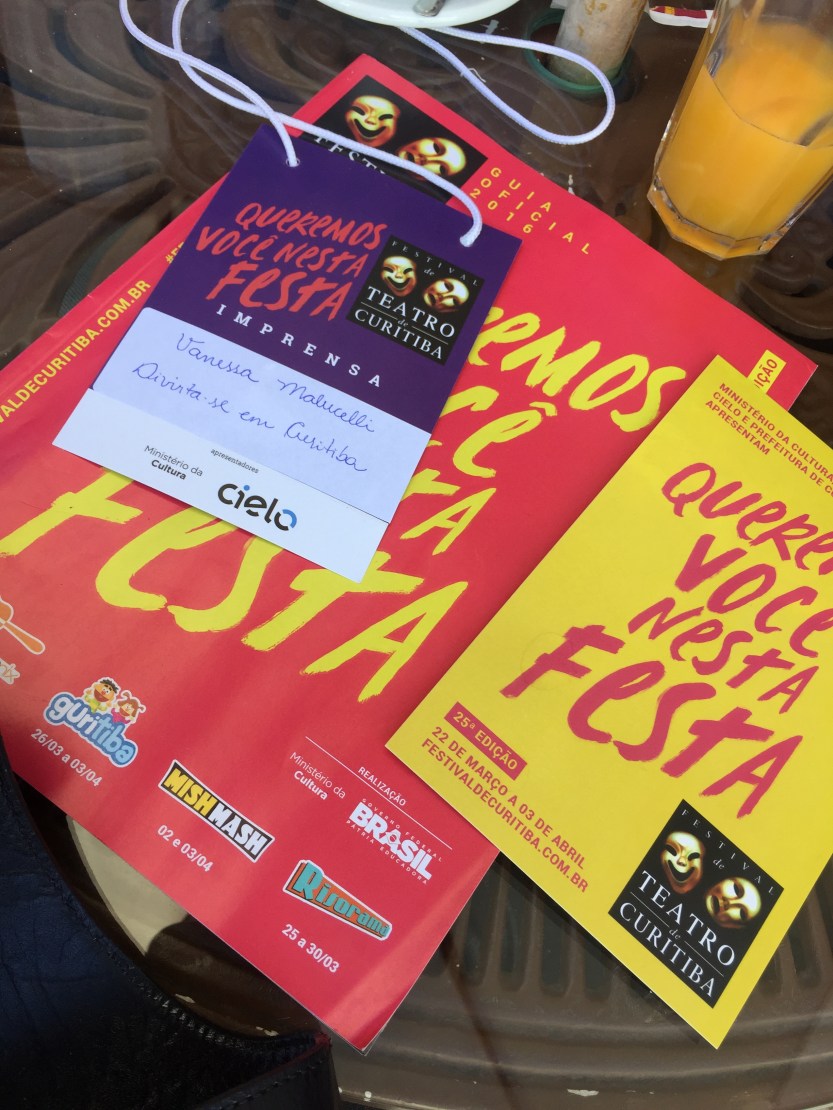 GUIA
OFICIAL
2016
FESTIVALDECURITIBA.COM.BR
QUEREMOS
VOCÊ NESTA
FESTA
IMPRENSA
FESTIVAL
de
TEATRO
de
CURITIBA
Vanessa Malucelli
Divirta-se em Curitiba
apresentadores
Ministério da
Cultura
cielo
VOCÊ
FESTA
guritiba
26/03 a 03/04
MISHMASH
02 e 03/04
Risorama
25 a 30/03
REALIZAÇÃO
Ministério da
Cultura
GOVERNO FEDERAL
BRASIL
PÁTRIA EDUCADORA
MINISTÉRIO DA CULTURA
CIELO E PREFEITURA DE
APRESENTAM
VOCÊ
NESTA
FESTA
25ª EDIÇÃO
22 DE MARÇO A 03 DE ABRIL
FESTIVALDECURITIBA.COM.BR
FESTIVAL
de
TEATRO
de
CURITIBA